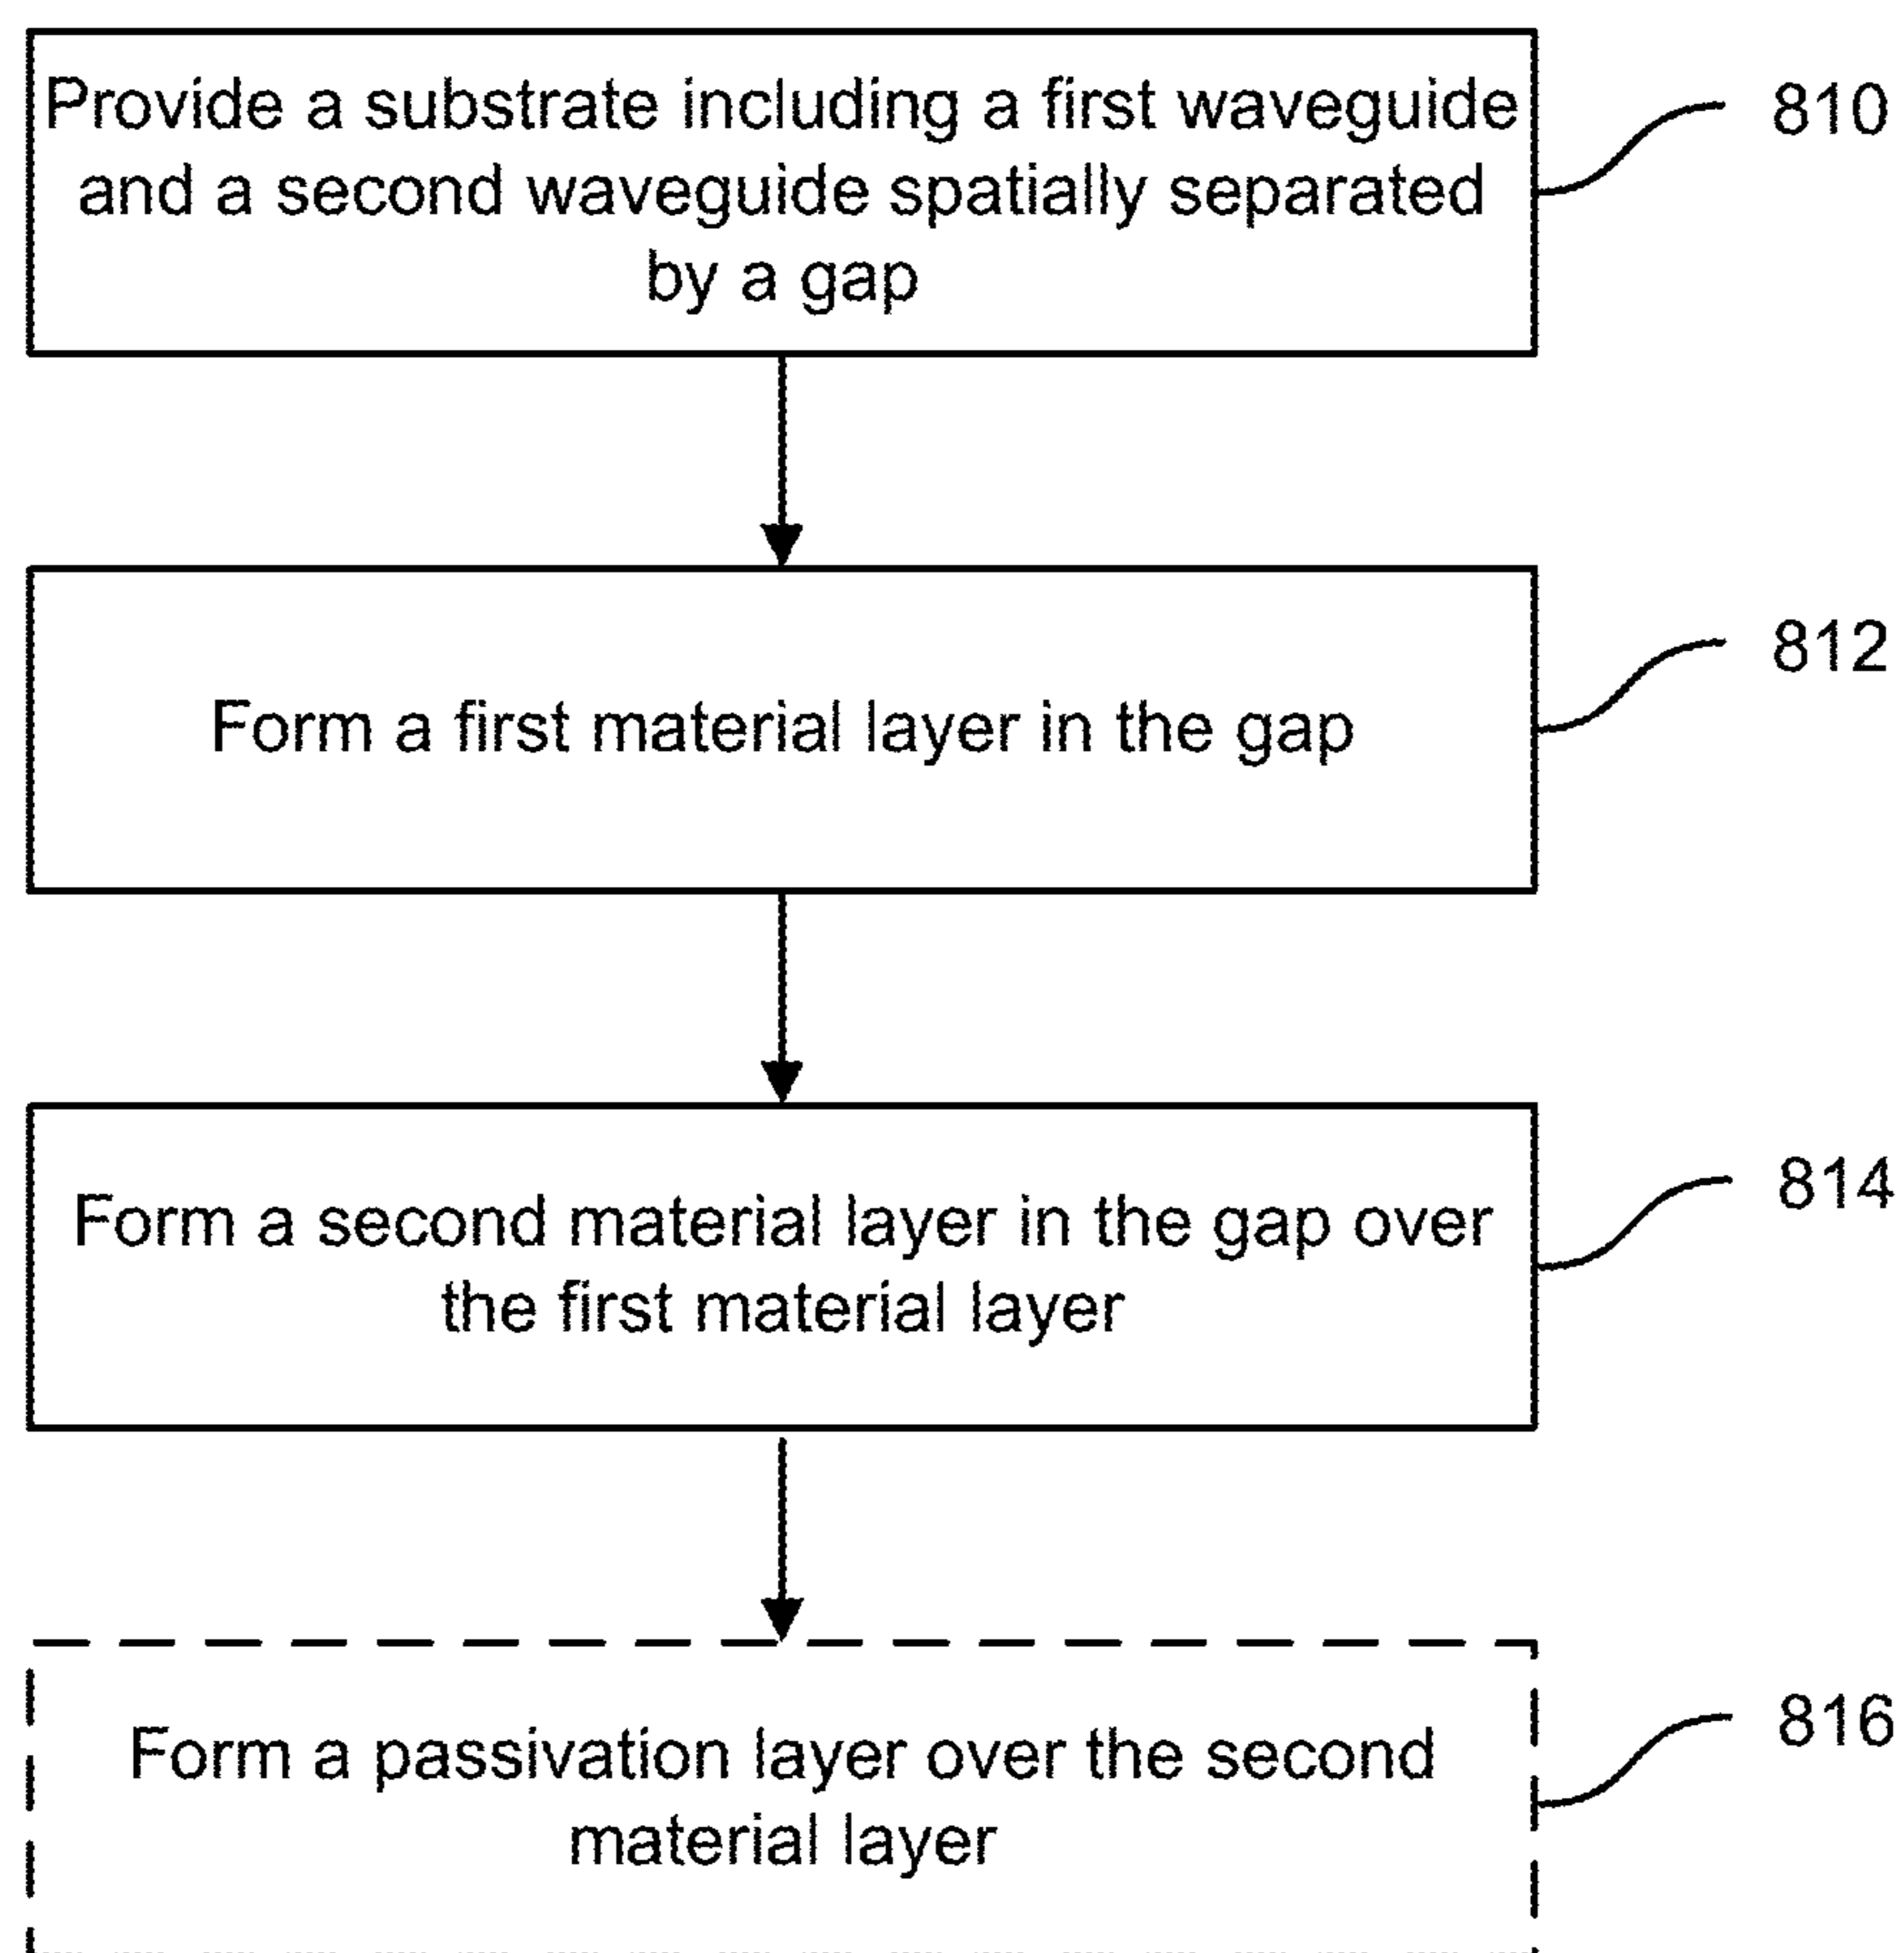 Provide a substrate including a first waveguide
and a second waveguide spatially separated
by a gap
810
Form a first material layer in the gap
812
Form a second material layer in the gap over
the first material layer
814
Form a passivation layer over the second
material layer
816